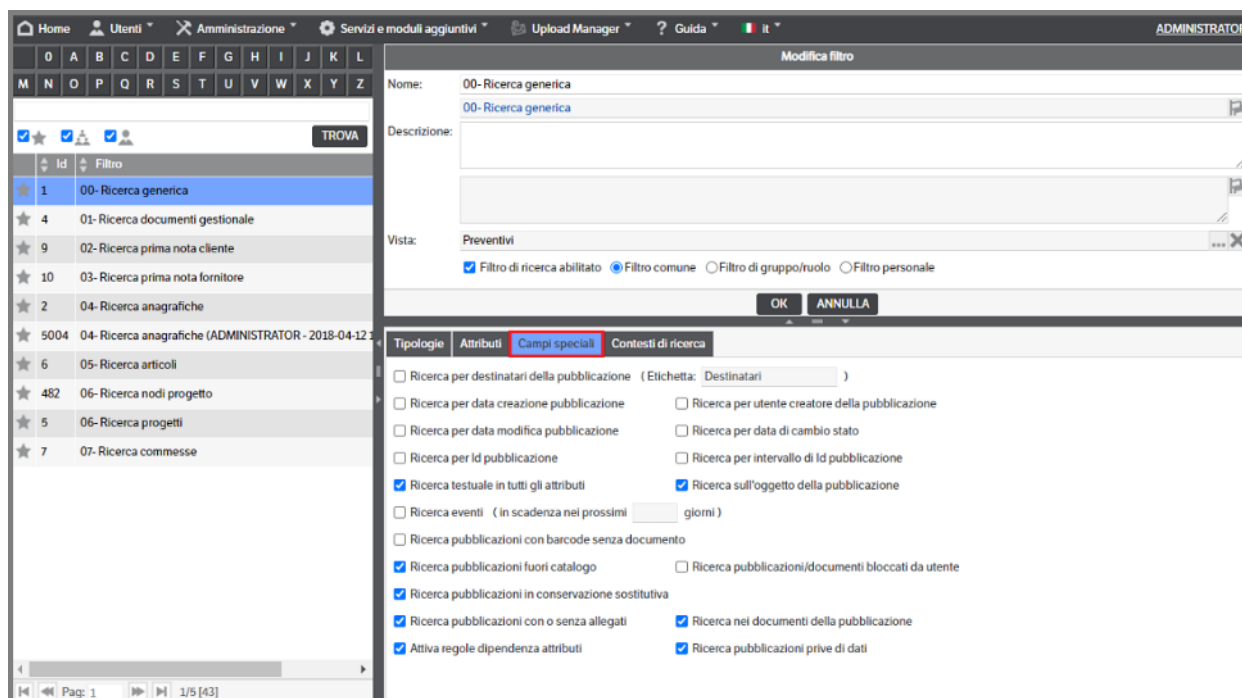 Home Utenti Amministrazione Servizi e moduli aggiuntivi Upload Manager ? Guida it ADMINISTRATOR
0 A B C D E F G H I J K L
M N O P Q R S T U V W X Y Z
TROVA
Id Filtro
1 00- Ricerca generica
4 01- Ricerca documenti gestionale
9 02- Ricerca prima nota cliente
10 03- Ricerca prima nota fornitore
2 04- Ricerca anagrafiche
5004 04- Ricerca anagrafiche (ADMINISTRATOR - 2018-04-12 1
6 05- Ricerca articoli
482 06- Ricerca nodi progetto
5 06- Ricerca progetti
7 07- Ricerca commesse
Pag: 1 1/5 [43]
Modifica filtro
Nome: 00- Ricerca generica
00- Ricerca generica
Descrizione:
Vista: Preventivi ...
Filtro di ricerca abilitato Filtro comune Filtro di gruppo/ruolo Filtro personale
OK ANNULLA
Tipologie Attributi Campi speciali Contesti di ricerca
Ricerca per destinatari della pubblicazione ( Etichetta: Destinatari )
Ricerca per data creazione pubblicazione Ricerca per utente creatore della pubblicazione
Ricerca per data modifica pubblicazione Ricerca per data di cambio stato
Ricerca per Id pubblicazione Ricerca per intervallo di Id pubblicazione
Ricerca testuale in tutti gli attributi Ricerca sull'oggetto della pubblicazione
Ricerca eventi ( in scadenza nei prossimi giorni )
Ricerca pubblicazioni con barcode senza documento
Ricerca pubblicazioni fuori catalogo Ricerca pubblicazioni/documenti bloccati da utente
Ricerca pubblicazioni in conservazione sostitutiva
Ricerca pubblicazioni con o senza allegati Ricerca nei documenti della pubblicazione
Attiva regole dipendenza attributi Ricerca pubblicazioni prive di dati